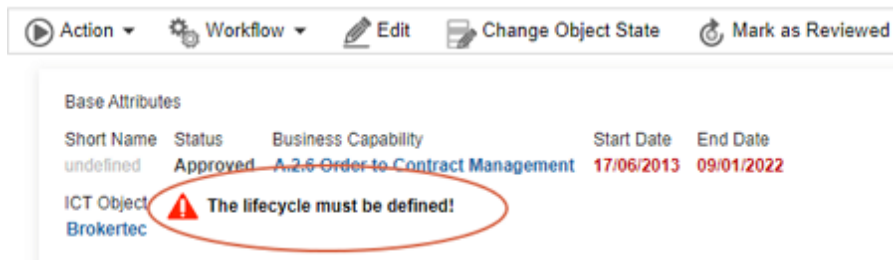 Action Workflow Edit Change Object State Mark as Reviewed
Base Attributes
Short Name Status Business Capability Start Date End Date
undefined Approved A.2.6 Order to Contract Management 17/06/2013 09/01/2022
ICT Object The lifecycle must be defined!
Brokertec